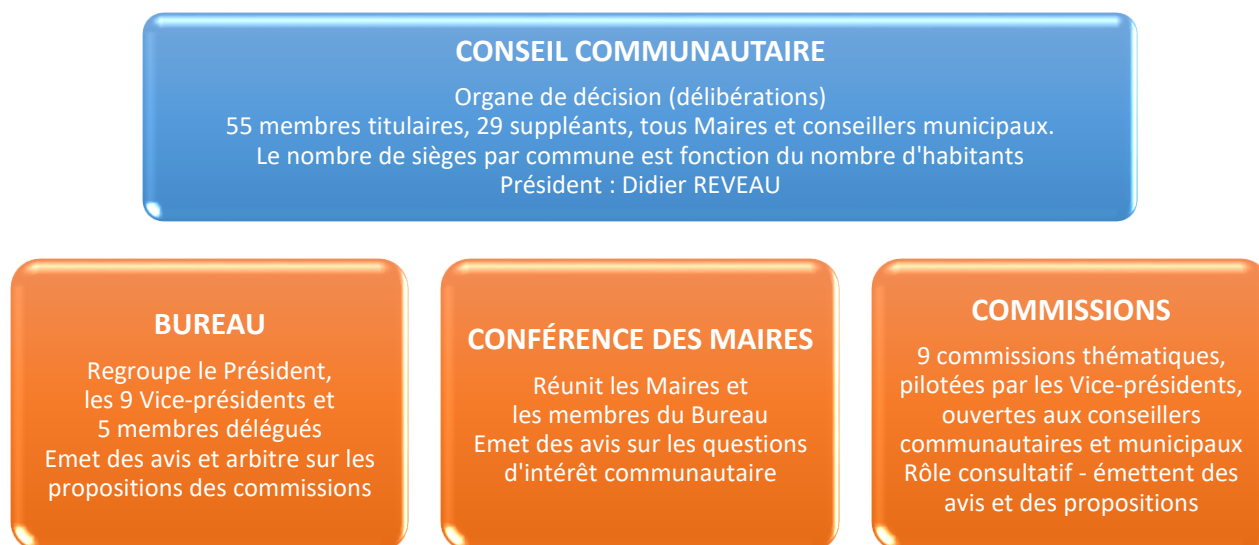 CONSEIL COMMUNAUTAIRE
Organe de décision (délibérations)
55 membres titulaires, 29 suppléants, tous Maires et conseillers municipaux.
Le nombre de sièges par commune est fonction du nombre d'habitants
Président : Didier REVEAU
BUREAU
Regroupe le Président,
les 9 Vice-présidents et
5 membres délégués
Emet des avis et arbitre sur les
propositions des commissions
CONFÉRENCE DES MAIRES
Réunit les Maires et
les membres du Bureau
Emet des avis sur les questions
d'intérêt communautaire
COMMISSIONS
9 commissions thématiques,
pilotées par les Vice-présidents,
ouvertes aux conseillers
communautaires et municipaux
Rôle consultatif - émettent des
avis et des propositions